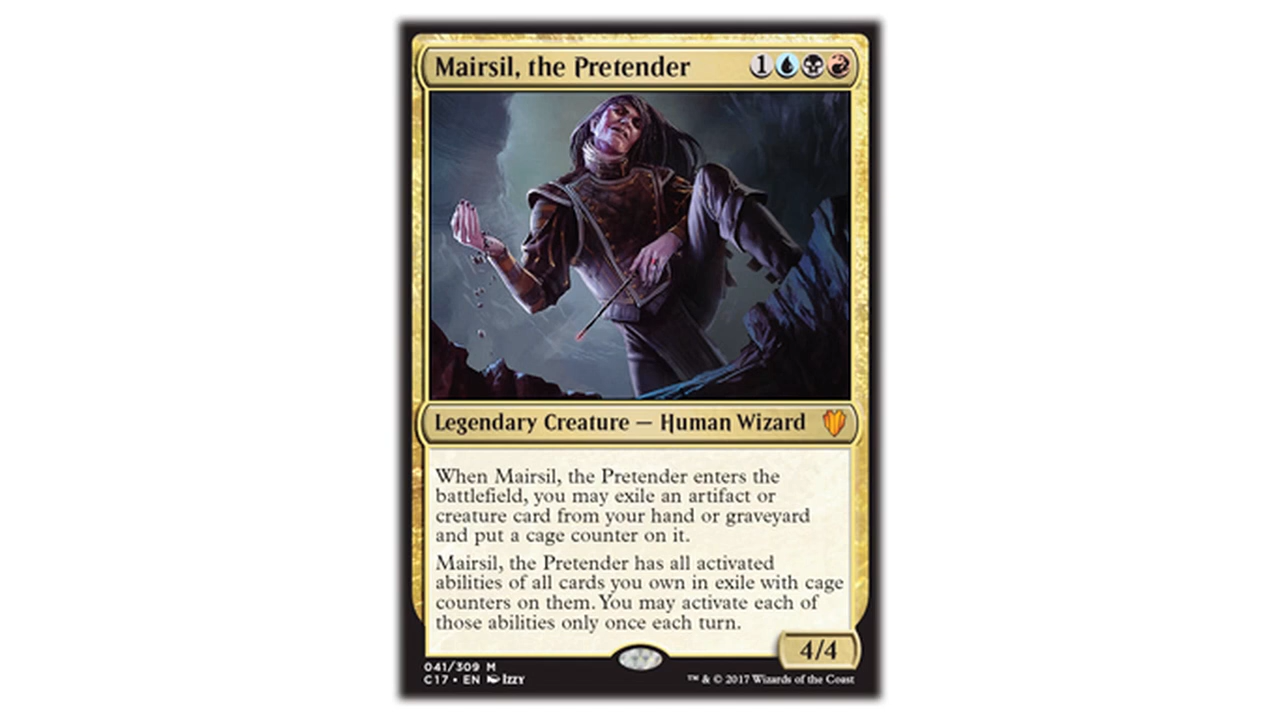 Mairsil, the Pretender 1
Legendary Creature — Human Wizard
When Mairsil, the Pretender enters the
battlefield, you may exile an artifact or
creature card from your hand or graveyard
and put a cage counter on it.
Mairsil, the Pretender has all activated
abilities of all cards you own in exile with cage
counters on them. You may activate each of
those abilities only once each turn.
4/4
041/309 M
C17 • EN IZZY
™ & © 2017 Wizards of the Coast